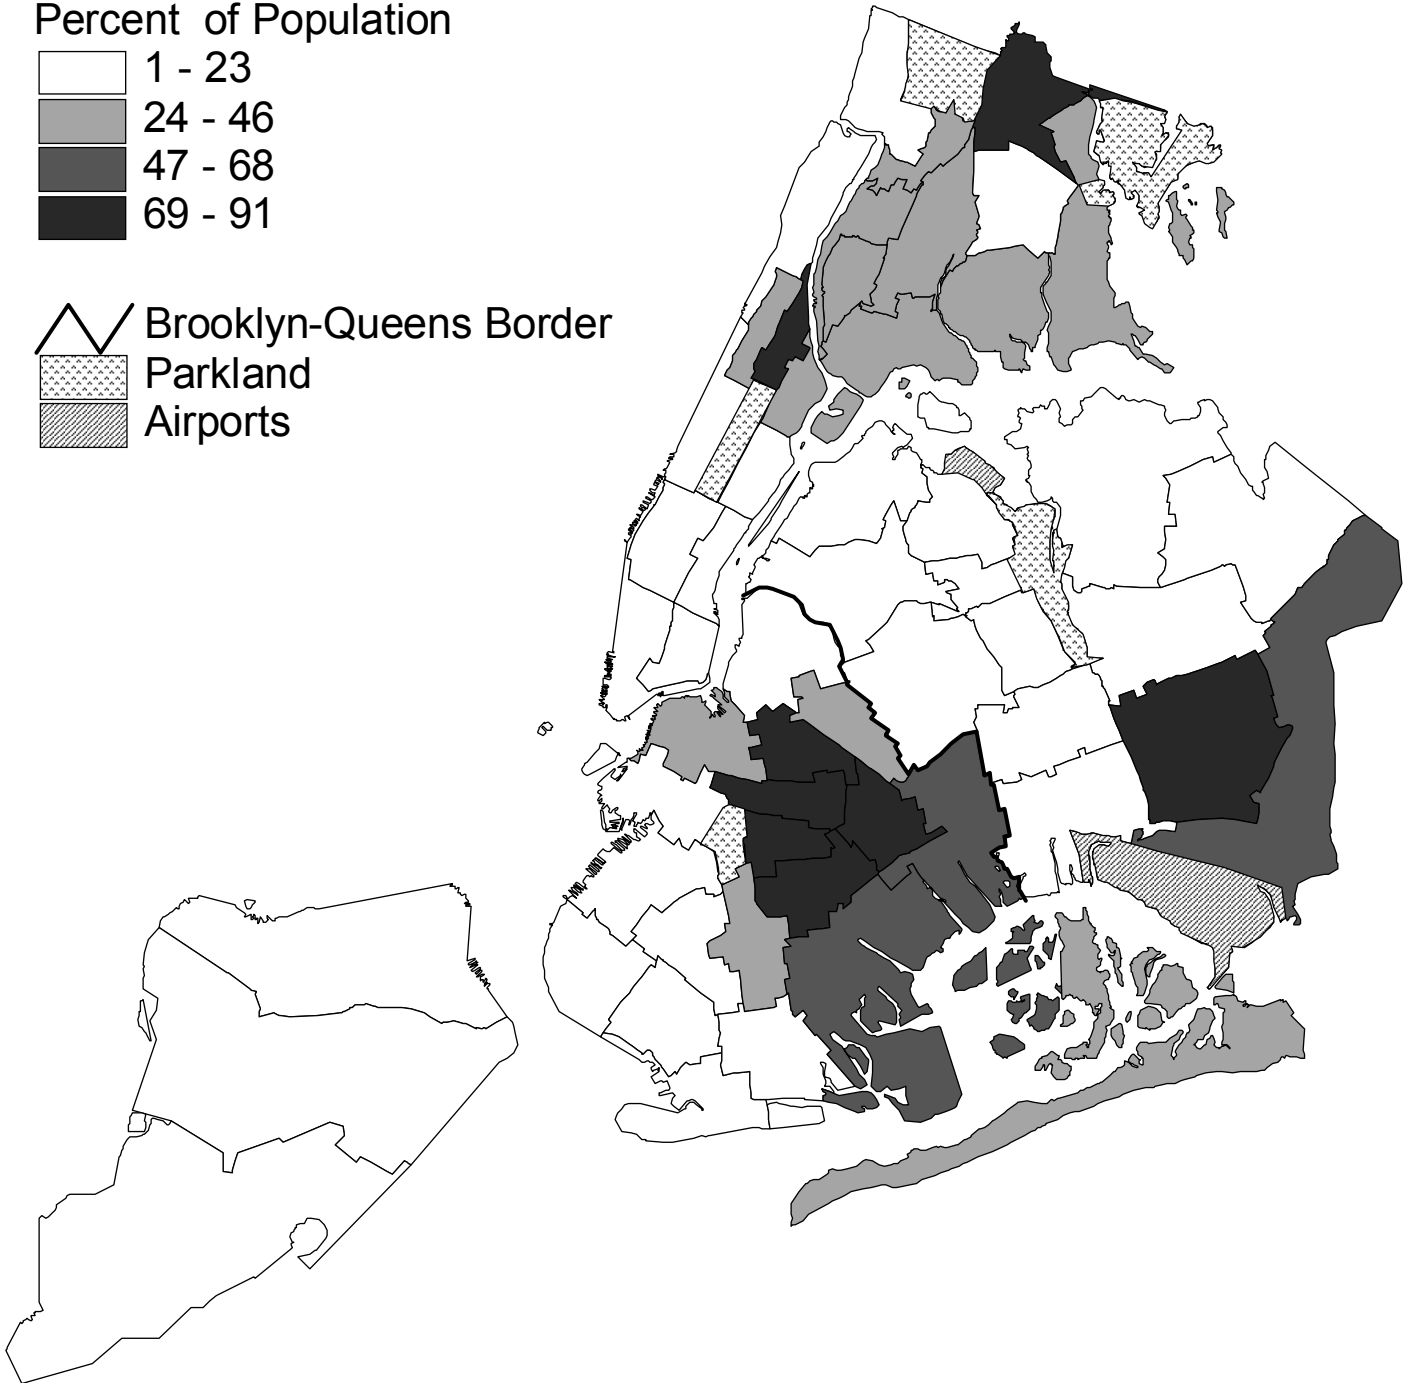 Percent of Population
1 - 23
24 - 46
47 - 68
69 - 91
Brooklyn-Queens Border
Parkland
Airports